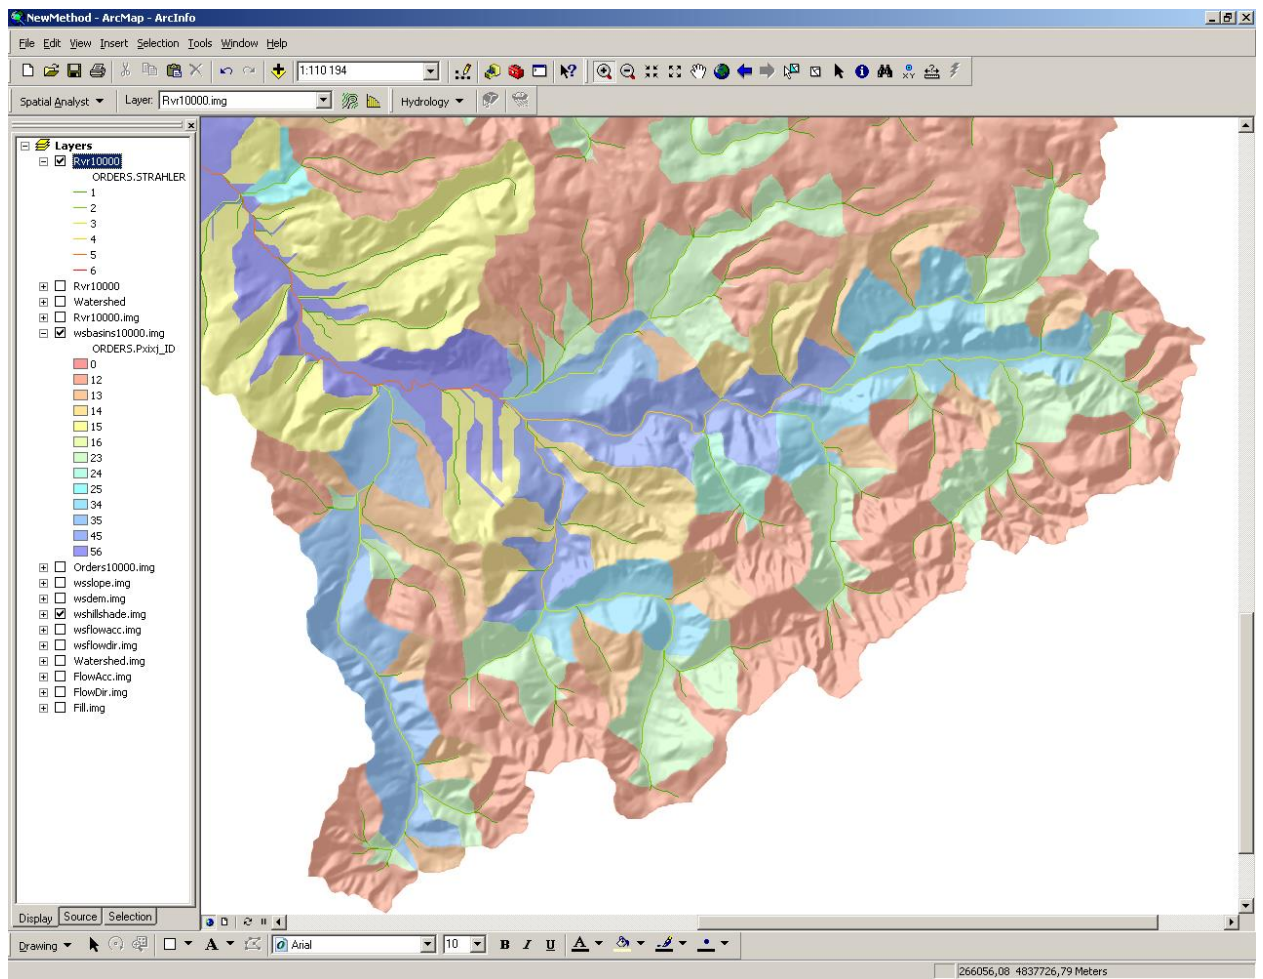 NewMethod - ArcMap - ArcInfo
File Edit View Insert Selection Tools Window Help
1:110 194
Spatial Analyst Layer: Rvr10000.img Hydrology
Layers
Rvr10000
ORDERS.STRAHLER
1
2
3
4
5
6
Rvr10000
Watershed
Rvr10000.img
wsbasins10000.img
ORDERS.Pxixj_ID
0
12
13
14
15
16
23
24
25
34
35
45
56
Orders10000.img
wsslope.img
wsdem.img
wshillshade.img
wsflowacc.img
wsflowdir.img
Watershed.img
FlowAcc.img
FlowDir.img
Fill.img
Display Source Selection
Drawing A Arial 10 B I U A
266056,08 4837726,79 Meters